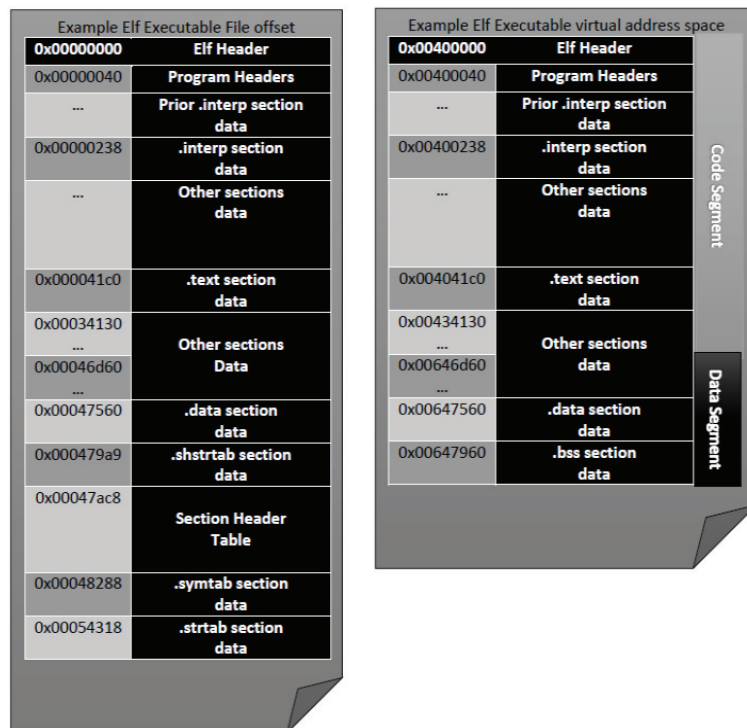 Example Elf Executable File offset
0x00000000 Elf Header
0x00000040 Program Headers
... Prior .interp section
data
0x00000238 .interp section
data
... Other sections
data
0x000041c0 .text section
data
0x00034130
... Other sections
0x00046d60 Data
...
0x00047560 .data section
data
0x000479a9 .shstrtab section
data
0x00047ac8
Section Header
Table
0x00048288 .symtab section
data
0x00054318 .strtab section
data
Example Elf Executable virtual address space
0x00400000 Elf Header
0x00400040 Program Headers
... Prior .interp section
data
0x00400238 .interp section
data
... Other sections
data
0x004041c0 .text section
data
0x00434130
... Other sections
0x00646d60 data
...
0x00647560 .data section
data
0x00647960 .bss section
data
Code Segment
Data Segment